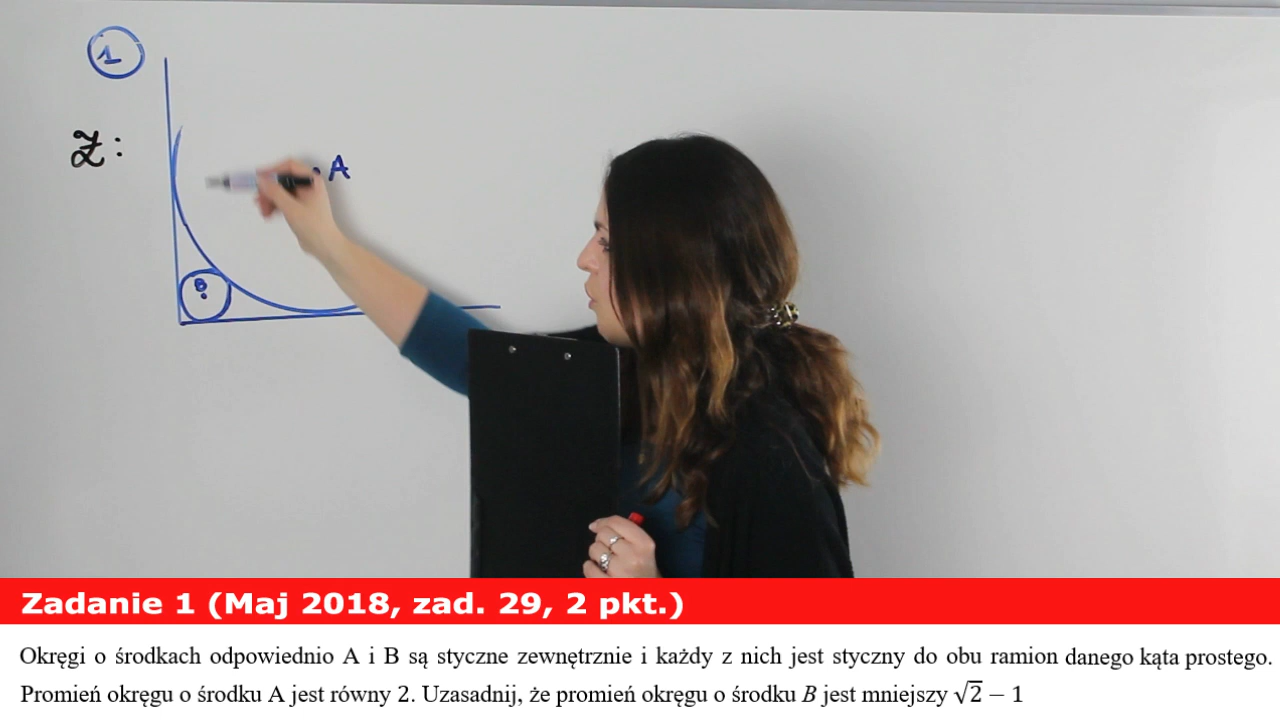 1
Z:
A
B
Zadanie 1 (Maj 2018, zad. 29, 2 pkt.)
Okręgi o środkach odpowiednio A i B są styczne zewnętrznie i każdy z nich jest styczny do obu ramion danego kąta prostego.
Promień okręgu o środku A jest równy 2. Uzasadnij, że promień okręgu o środku B jest mniejszy √2 − 1